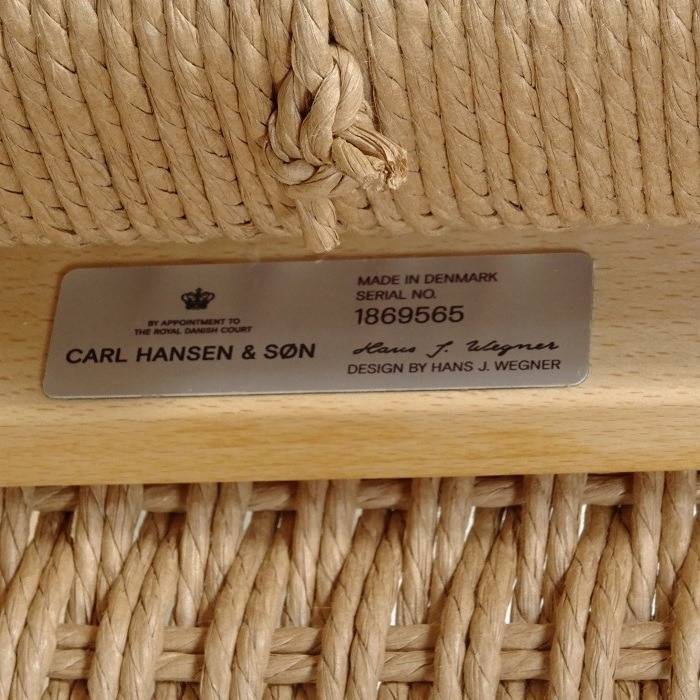 BY APPOINTMENT TO
THE ROYAL DANISH COURT
CARL HANSEN & SØN
MADE IN DENMARK
SERIAL NO.
1869565
Hans J. Wegner
DESIGN BY HANS J. WEGNER